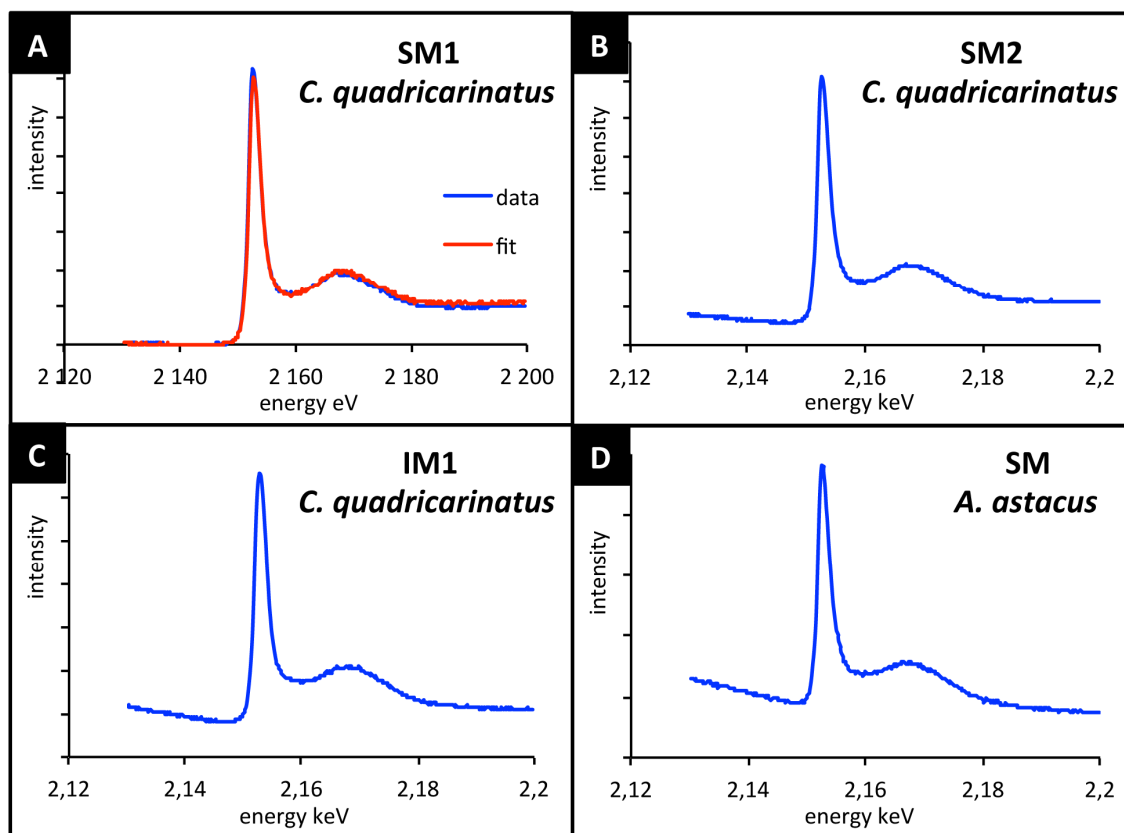 A
SM1
C. quadricarinatus
intensity
data
fit
2 120 2 140 2 160 2 180 2 200
energy eV
B
SM2
C. quadricarinatus
intensity
2,12 2,14 2,16 2,18 2,2
energy keV
C
IM1
C. quadricarinatus
intensity
2,12 2,14 2,16 2,18 2,2
energy keV
D
SM
A. astacus
intensity
2,12 2,14 2,16 2,18 2,2
energy keV